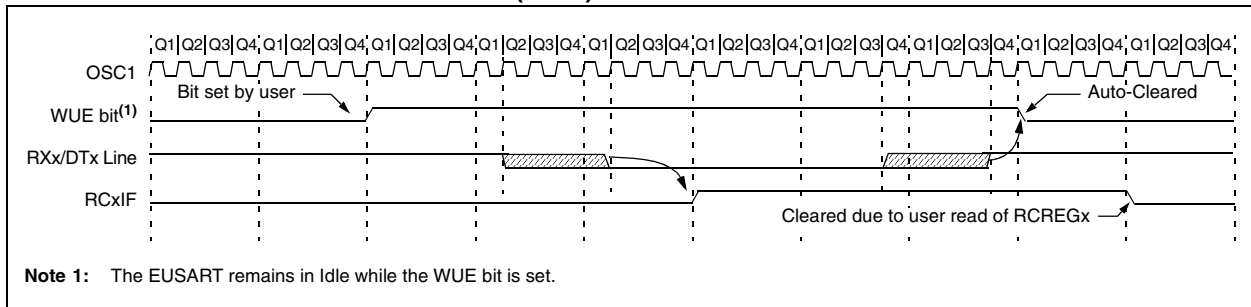 Q1 Q2 Q3 Q4 Q1 Q2 Q3 Q4 Q1 Q2 Q3 Q4 Q1 Q2 Q3 Q4 Q1 Q2 Q3 Q4 Q1 Q2 Q3 Q4 Q1 Q2 Q3 Q4 Q1 Q2 Q3 Q4 Q1 Q2 Q3 Q4 Q1 Q2 Q3 Q4
OSC1
Bit set by user
Auto-Cleared
WUE bit(1)
RXx/DTx Line
RCxIF
Cleared due to user read of RCREGx
Note 1: The EUSART remains in Idle while the WUE bit is set.